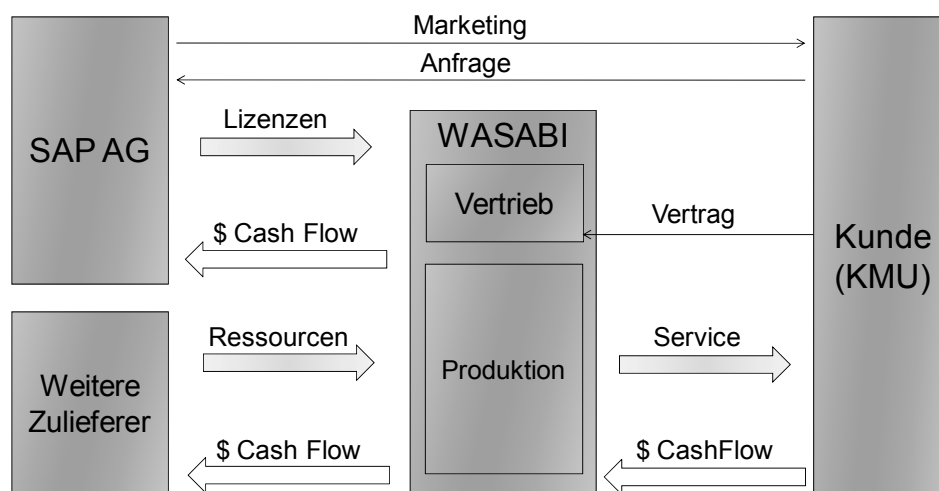 Marketing
Anfrage
SAP AG
Lizenzen
WASABI
Vertrieb
Vertrag
Kunde
(KMU)
$ Cash Flow
Ressourcen
Service
Weitere
Zulieferer
Produktion
$ Cash Flow
$ CashFlow